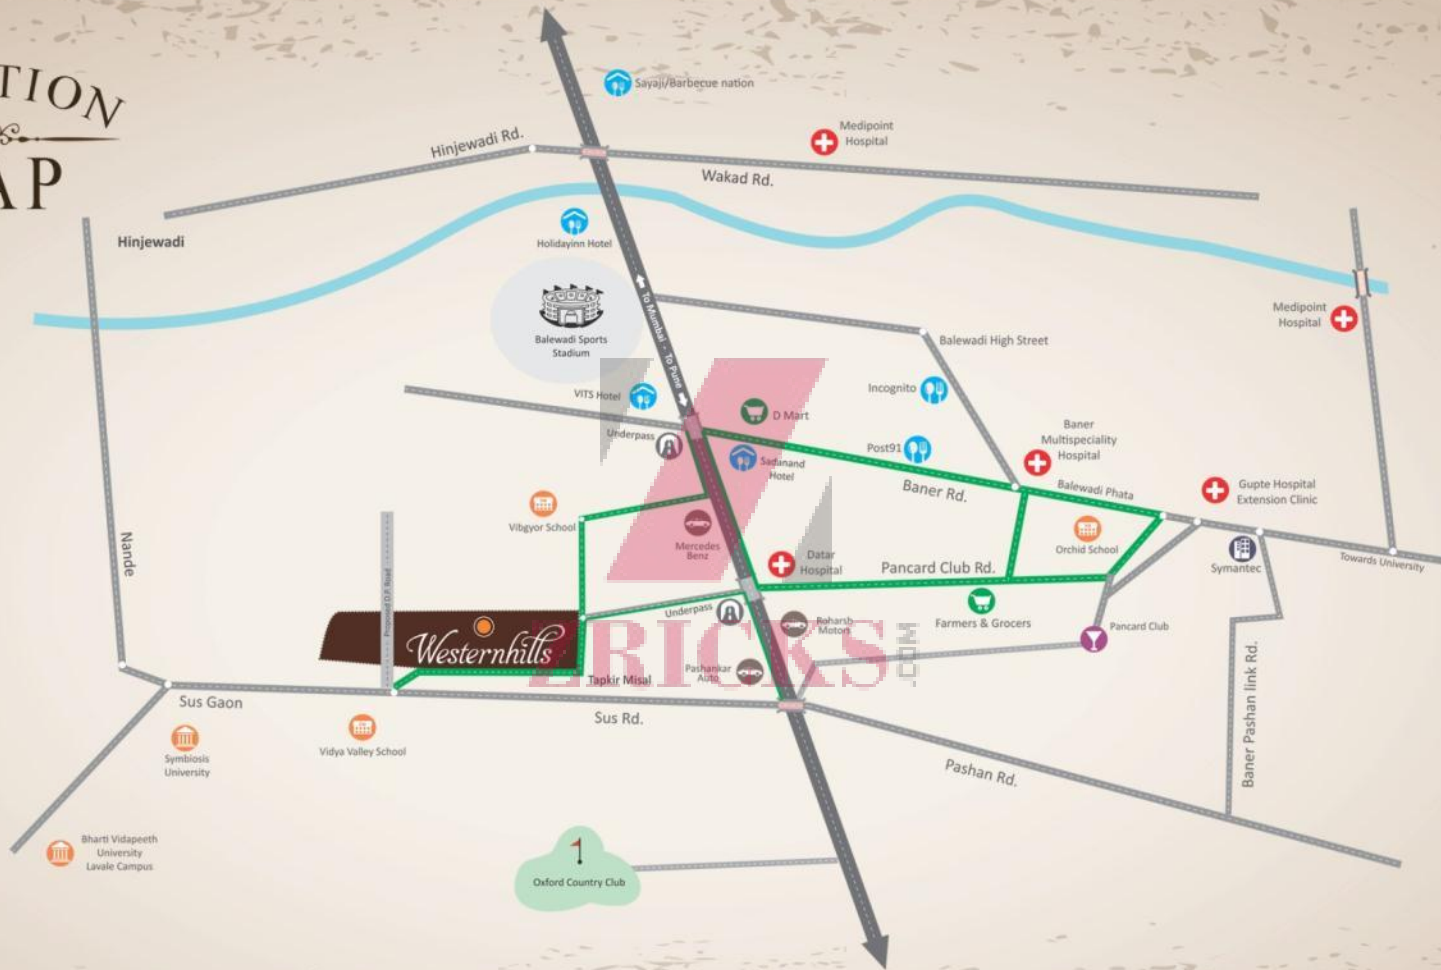 TION
AP
Sayaji/Barbecue nation
Medipoint
Hospital
Hinjewadi Rd.
Wakad Rd.
Hinjewadi
Holidayinn Hotel
To Mumbai - To Pune
Balewadi Sports
Stadium
Medipoint
Hospital
Balewadi High Street
VITS Hotel
Incognito
D Mart
Underpass
Baner
Multispeciality
Hospital
Post91
Sadanand
Hotel
Baner Rd.
Balewadi Phata
Gupte Hospital
Extension Clinic
Vibgyor School
Mercedes
Benz
Orchid School
Symantec
Towards University
Nande
Datar
Hospital
Pancard Club Rd.
Proposed D.P. Road
Underpass
Roharsh
Motors
Farmers & Grocers
Pancard Club
Westernhills
ERICKS
.COM
Pashankar
Auto
Tapkir Misal
Sus Gaon
Sus Rd.
Baner Pashan link Rd.
Symbiosis
University
Vidya Valley School
Pashan Rd.
Bharti Vidapeeth
University
Lavale Campus
Oxford Country Club